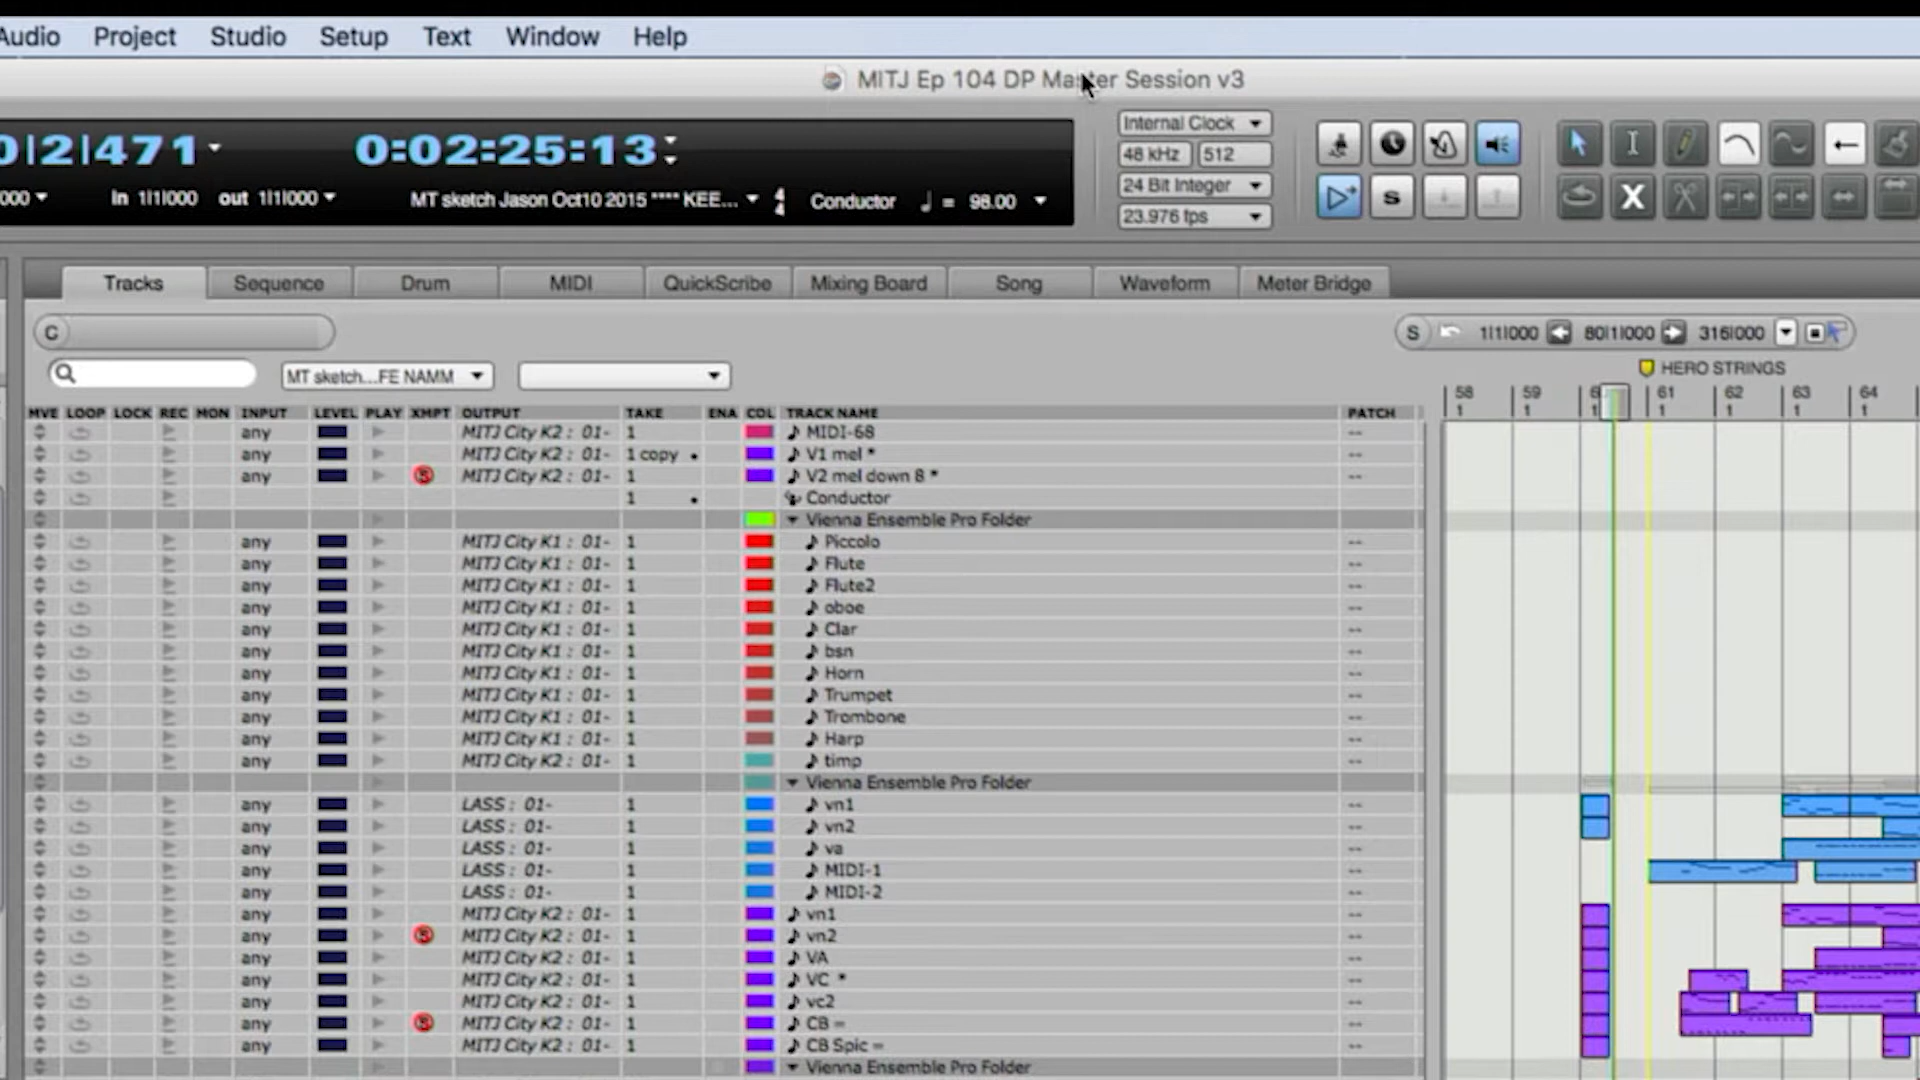 Audio Project Studio Setup Text Window Help
MITJ Ep 104 DP Master Session v3
0|2|471 0:02:25:13
000 In 1|1|000 out 1|1|000 MT sketch Jason Oct10 2015 **** KEE... 4 4 Conductor ♩ = 98.00
Internal Clock
48 kHz 512
24 Bit Integer
23.976 fps
S
X
Tracks Sequence Drum MIDI QuickScribe Mixing Board Song Waveform Meter Bridge
C
S 1|1|000 80|1|000 316|000
MT sketch...FE NAMM
HERO STRINGS
58 59 61 62 63 64
1 1 1 1 1 1 1
MVE LOOP LOCK REC MON INPUT LEVEL PLAY XMPT OUTPUT TAKE ENA COL TRACK NAME PATCH
any MITJ City K2 : 01- 1 MIDI-68 --
any MITJ City K2 : 01- 1 copy V1 mel * --
any S MITJ City K2 : 01- 1 V2 mel down 8 * --
1 Conductor
Vienna Ensemble Pro Folder
any MITJ City K1 : 01- 1 Piccolo --
any MITJ City K1 : 01- 1 Flute --
any MITJ City K1 : 01- 1 Flute2 --
any MITJ City K1 : 01- 1 oboe --
any MITJ City K1 : 01- 1 Clar --
any MITJ City K1 : 01- 1 bsn --
any MITJ City K1 : 01- 1 Horn --
any MITJ City K1 : 01- 1 Trumpet --
any MITJ City K1 : 01- 1 Trombone --
any MITJ City K1 : 01- 1 Harp --
any MITJ City K2 : 01- 1 timp --
Vienna Ensemble Pro Folder
any LASS : 01- 1 vn1 --
any LASS : 01- 1 vn2 --
any LASS : 01- 1 va --
any LASS : 01- 1 MIDI-1 --
any LASS : 01- 1 MIDI-2 --
any MITJ City K2 : 01- 1 vn1 --
any S MITJ City K2 : 01- 1 vn2 --
any MITJ City K2 : 01- 1 VA --
any MITJ City K2 : 01- 1 VC * --
any MITJ City K2 : 01- 1 vc2 --
any S MITJ City K2 : 01- 1 CB = --
any MITJ City K2 : 01- 1 CB Spic = --
Vienna Ensemble Pro Folder